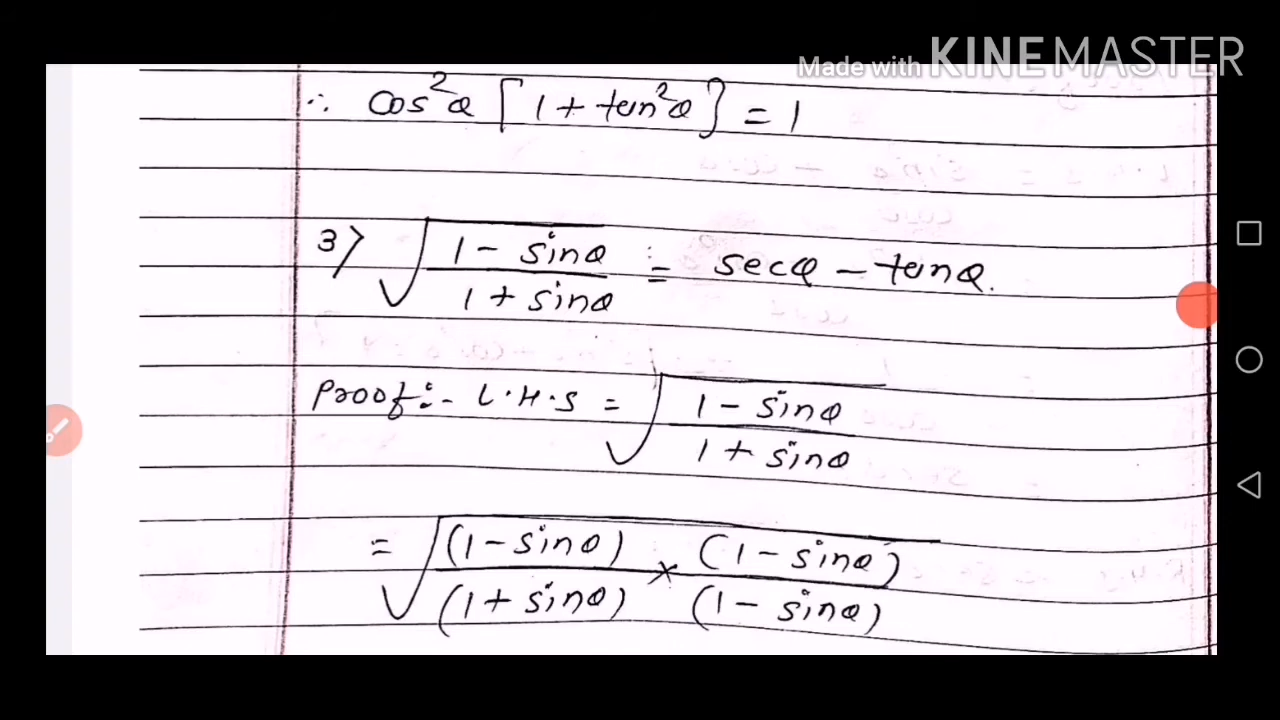 Made with KINEMASTER
∴ cos²θ [1 + tan²θ] = 1
3) √((1 - sinθ)/(1 + sinθ)) = secθ - tanθ.
Proof:- L.H.S = √((1 - sinθ)/(1 + sinθ))
= √((1 - sinθ)/(1 + sinθ) × (1 - sinθ)/(1 - sinθ))